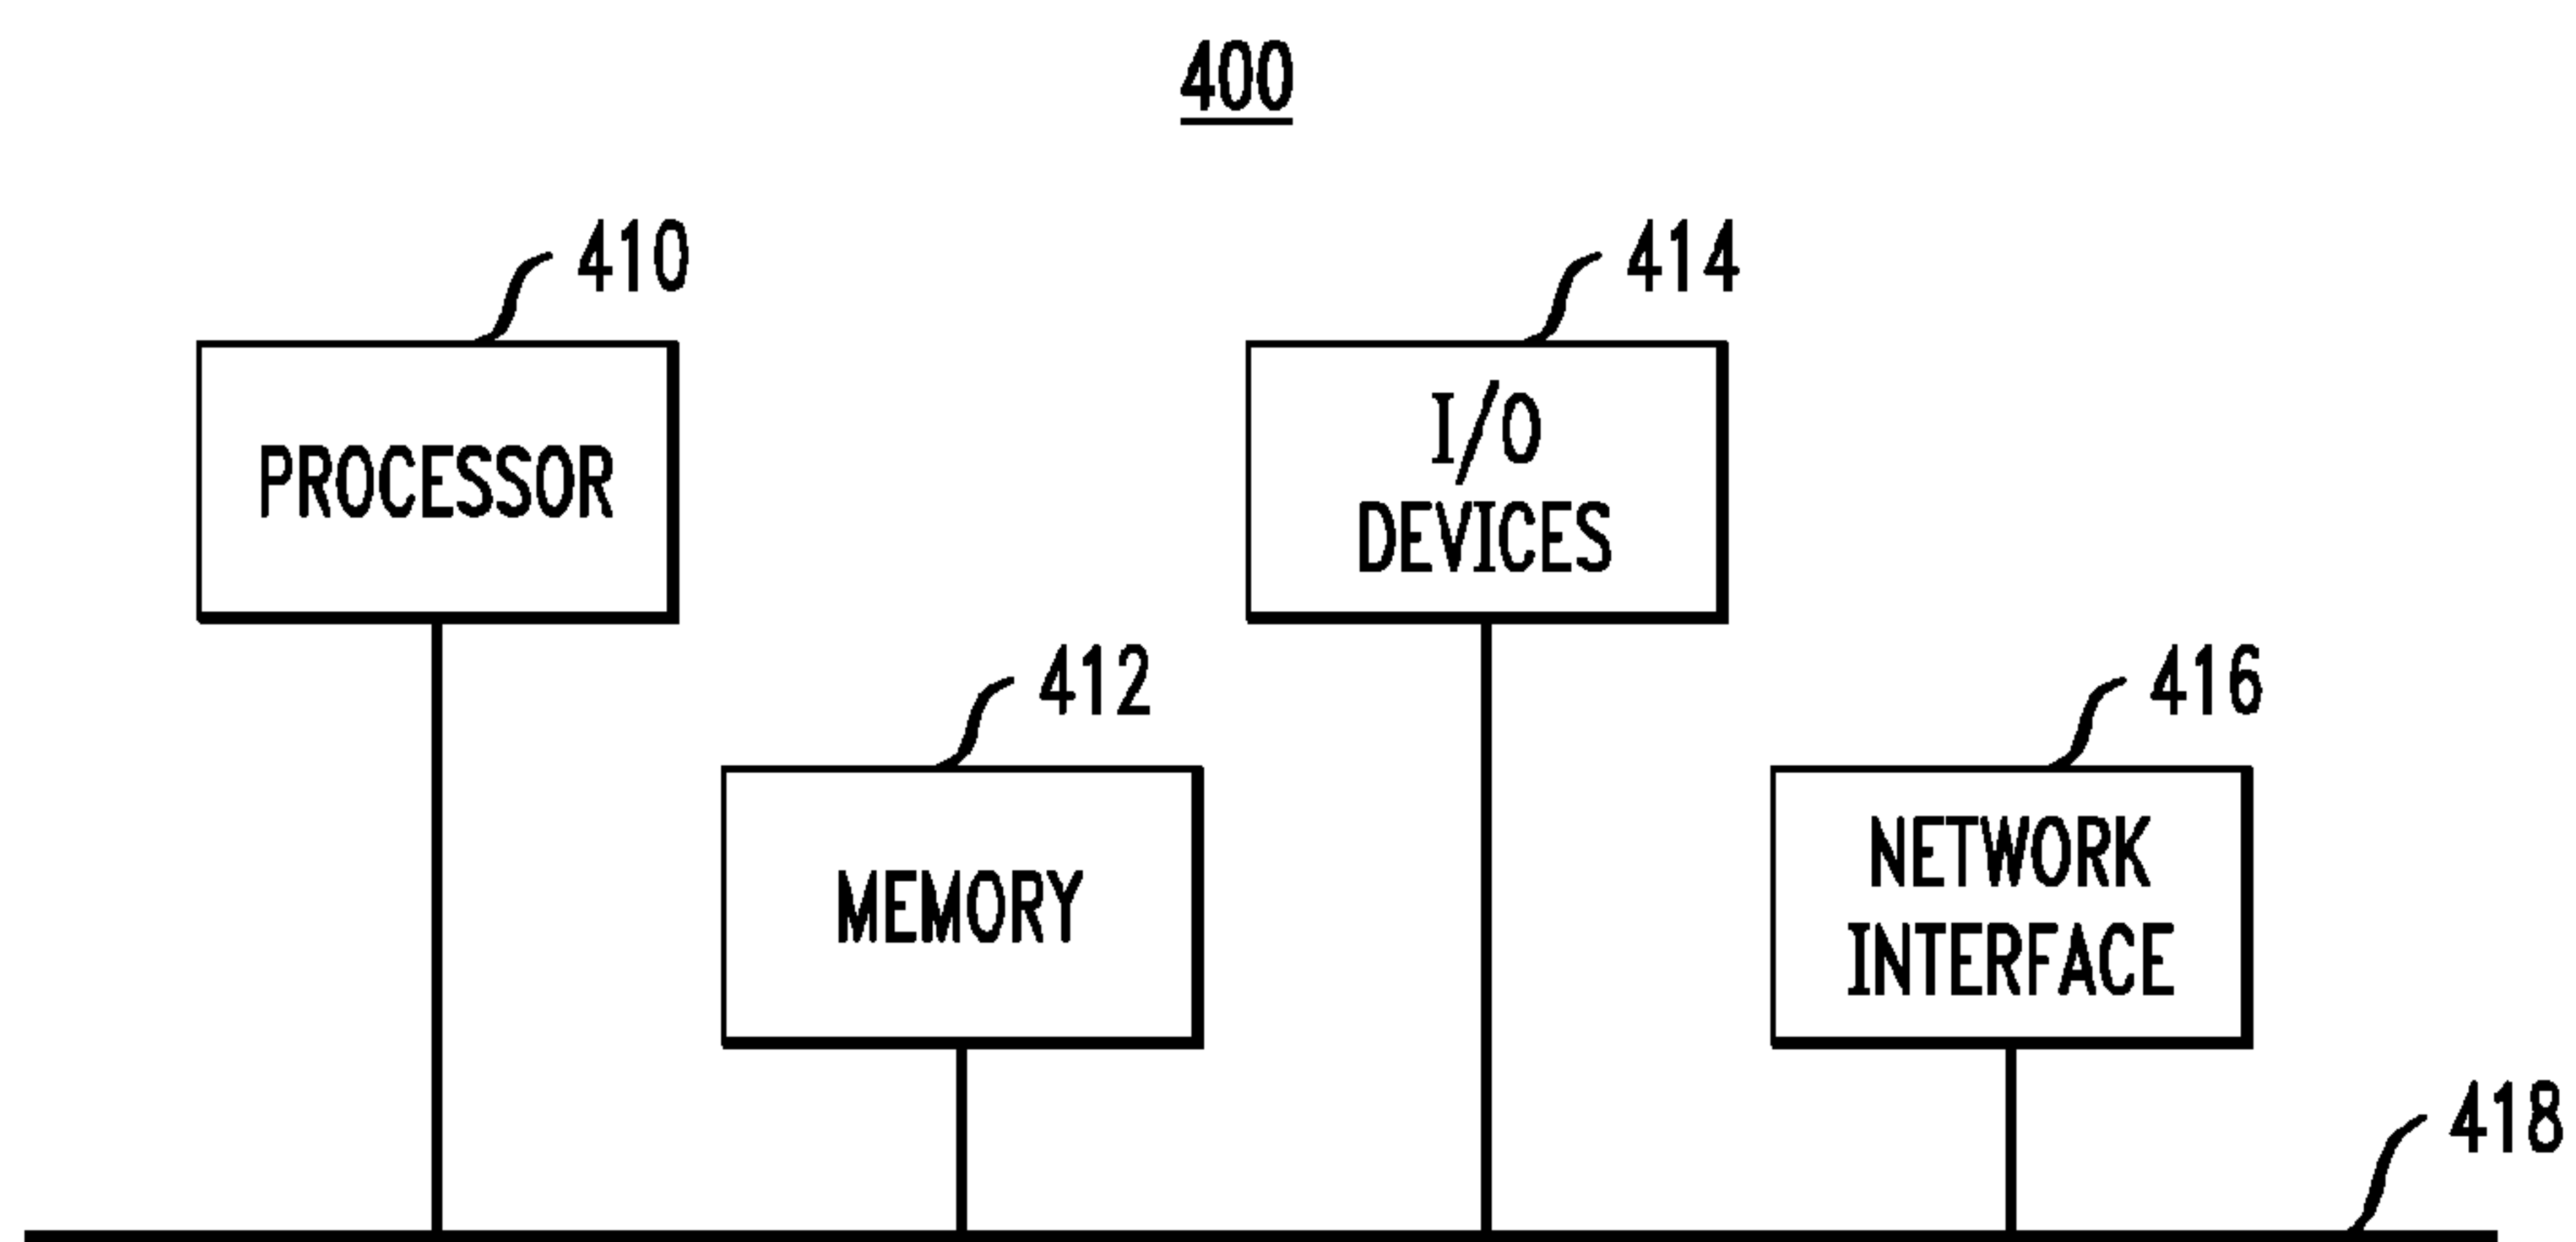 400
410
PROCESSOR
414
I/O
DEVICES
412
MEMORY
416
NETWORK
INTERFACE
418